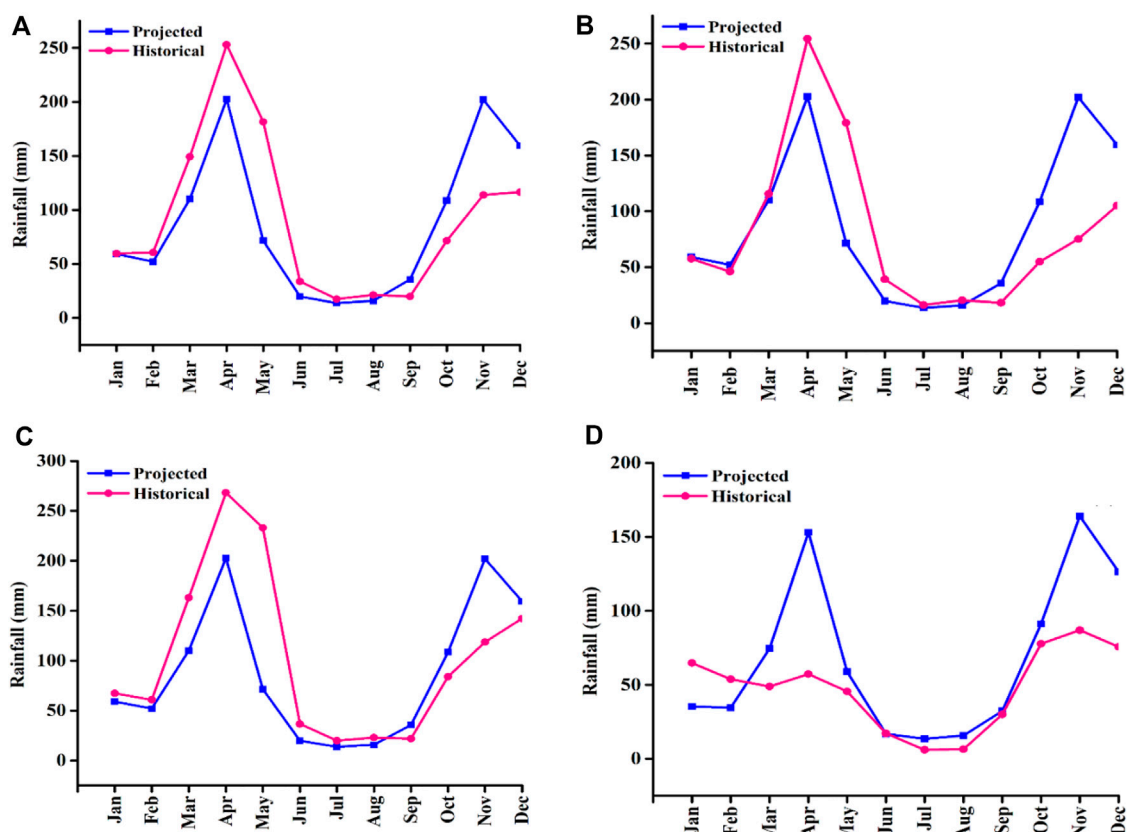 A
Projected
Historical
250
200
150
100
50
0
Rainfall (mm)
Jan Feb Mar Apr May Jun Jul Aug Sep Oct Nov Dec
B
Projected
Historical
250
200
150
100
50
0
Rainfall (mm)
Jan Feb Mar Apr May Jun Jul Aug Sep Oct Nov Dec
C
Projected
Historical
300
250
200
150
100
50
0
Rainfall (mm)
Jan Feb Mar Apr May Jun Jul Aug Sep Oct Nov Dec
D
Projected
Historical
200
150
100
50
0
Rainfall (mm)
Jan Feb Mar Apr May Jun Jul Aug Sep Oct Nov Dec